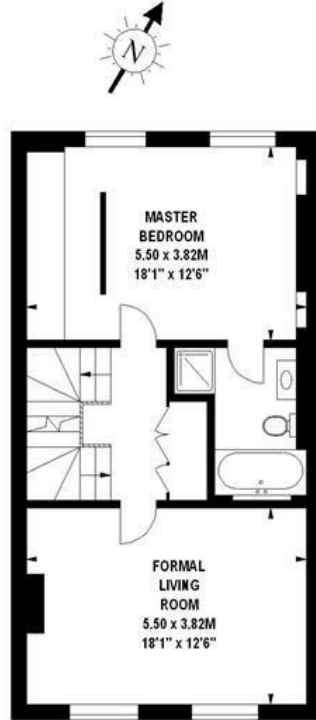 N
MASTER
BEDROOM
5.50 x 3.82M
18'1" x 12'6"
FORMAL
LIVING
ROOM
5.50 x 3.82M
18'1" x 12'6"